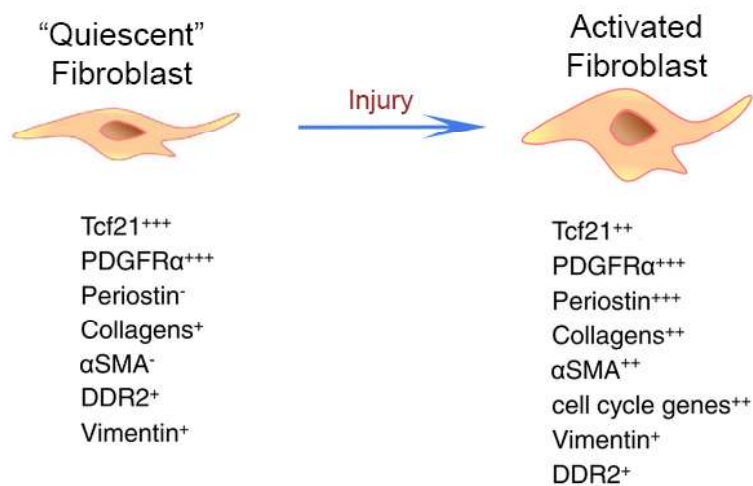 “Quiescent”
Fibroblast
Injury
Activated
Fibroblast
Tcf21⁺⁺⁺
PDGFRα⁺⁺⁺
Periostin⁻
Collagens⁺
αSMA⁻
DDR2⁺
Vimentin⁺
Tcf21⁺⁺
PDGFRα⁺⁺⁺
Periostin⁺⁺⁺
Collagens⁺⁺
αSMA⁺⁺
cell cycle genes⁺⁺
Vimentin⁺
DDR2⁺